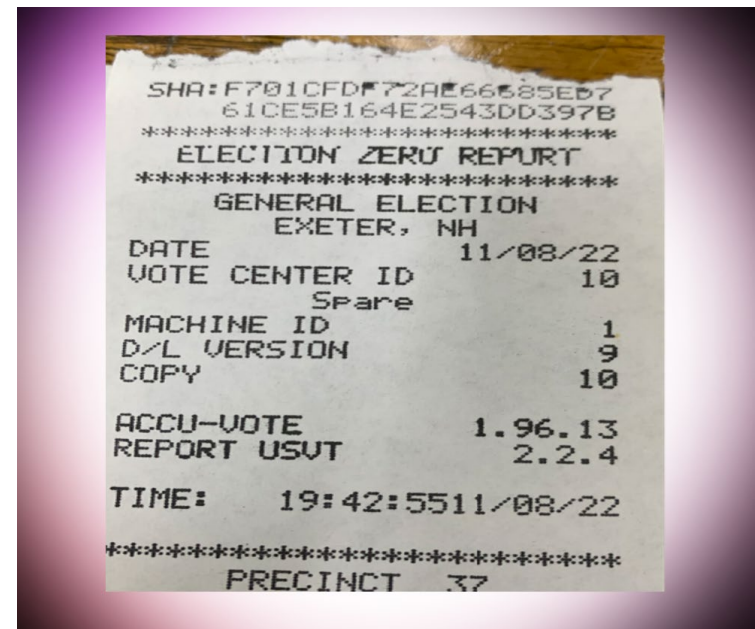 SHA:F701CFDF72AE66685ED7
61CE5B164E2543DD397B
****************************
ELECTION ZERO REPORT
****************************
GENERAL ELECTION
EXETER, NH
DATE 11/08/22
VOTE CENTER ID 10
Spare
MACHINE ID 1
D/L VERSION 9
COPY 10
ACCU-VOTE 1.96.13
REPORT USVT 2.2.4
TIME: 19:42:5511/08/22
****************************
PRECINCT 37